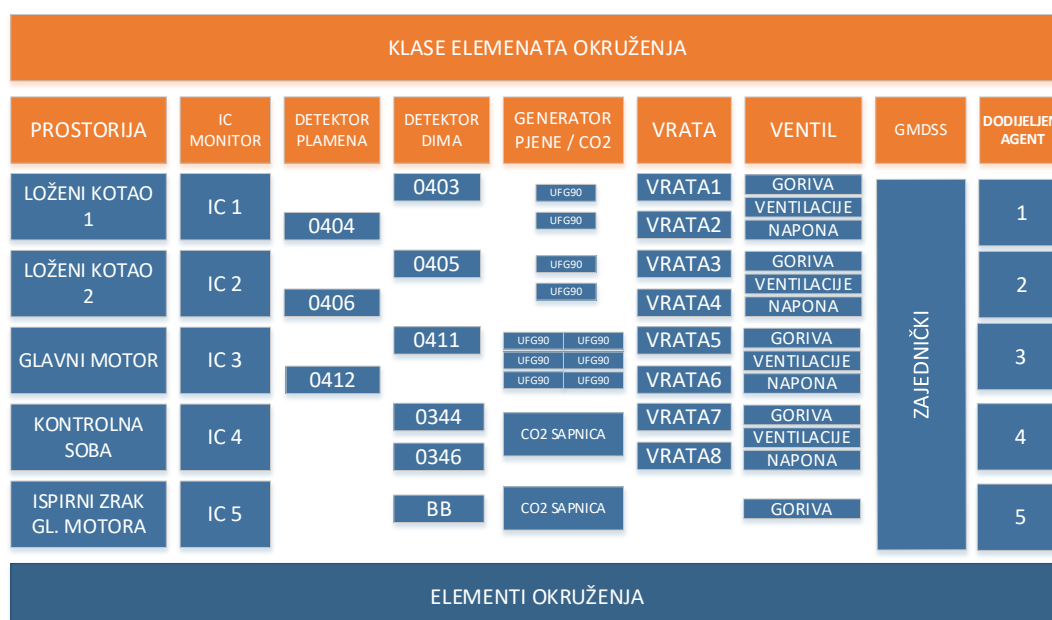 KLASE ELEMENATA OKRUŽENJA
PROSTORIJA
IC
MONITOR
DETEKTOR
PLAMENA
DETEKTOR
DIMA
GENERATOR
PJENE / CO2
VRATA
VENTIL
GMDSS
DODIJELJEN
AGENT
LOŽENI KOTAO
1
IC 1
0404
0403
UFG90
UFG90
VRATA1
VRATA2
GORIVA
VENTILACIJE
NAPONA
ZAJEDNIČKI
1
LOŽENI KOTAO
2
IC 2
0406
0405
UFG90
UFG90
VRATA3
VRATA4
GORIVA
VENTILACIJE
NAPONA
2
GLAVNI MOTOR
IC 3
0412
0411
UFG90 UFG90
UFG90 UFG90
UFG90 UFG90
VRATA5
VRATA6
GORIVA
VENTILACIJE
NAPONA
3
KONTROLNA
SOBA
IC 4
0344
0346
CO2 SAPNICA
VRATA7
VRATA8
GORIVA
VENTILACIJE
NAPONA
4
ISPIRNI ZRAK
GL. MOTORA
IC 5
BB
CO2 SAPNICA
GORIVA
5
ELEMENTI OKRUŽENJA